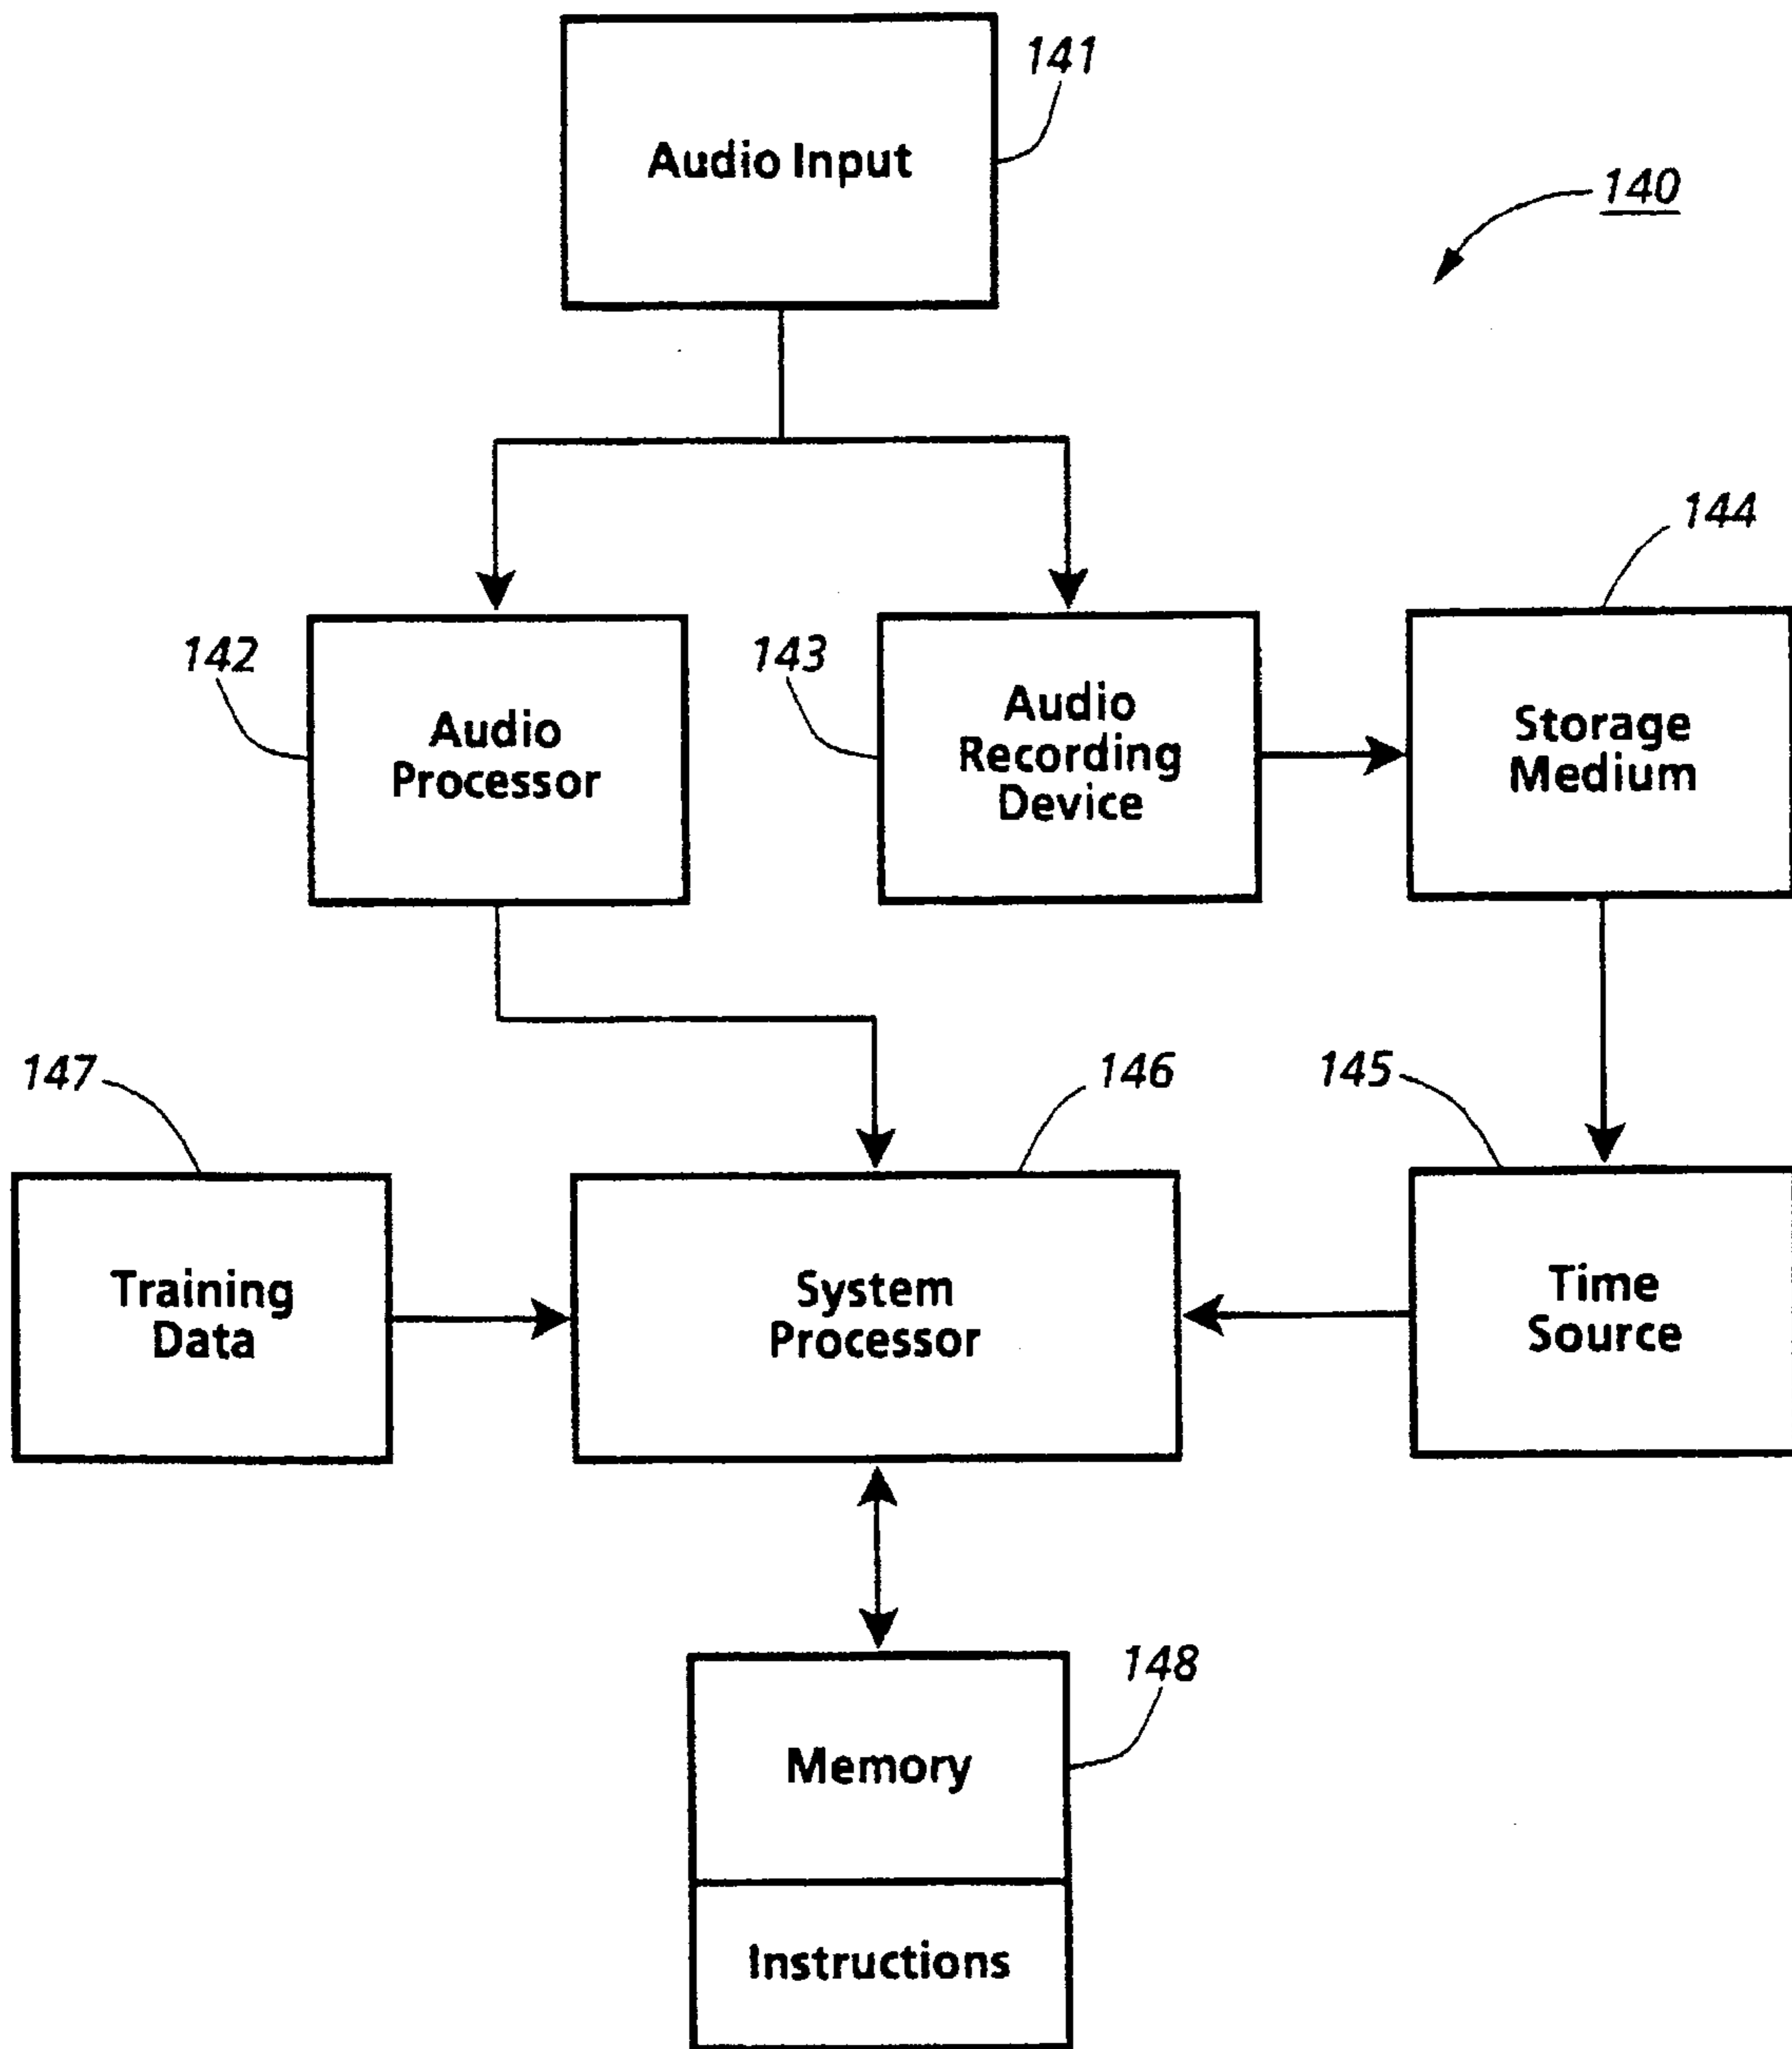 141
Audio Input
140
144
142
143
Audio
Processor
Audio
Recording
Device
Storage
Medium
147
146
145
Training
Data
System
Processor
Time
Source
148
Memory
Instructions